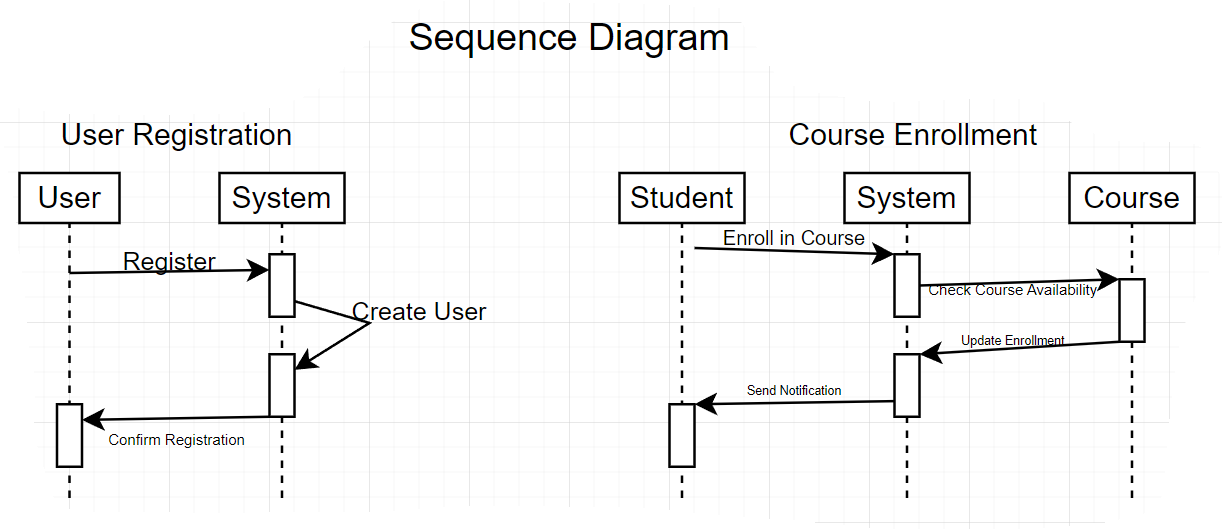 Sequence Diagram
User Registration
User
System
Register
Create User
Confirm Registration
Course Enrollment
Student
System
Course
Enroll in Course
Check Course Availability
Update Enrollment
Send Notification